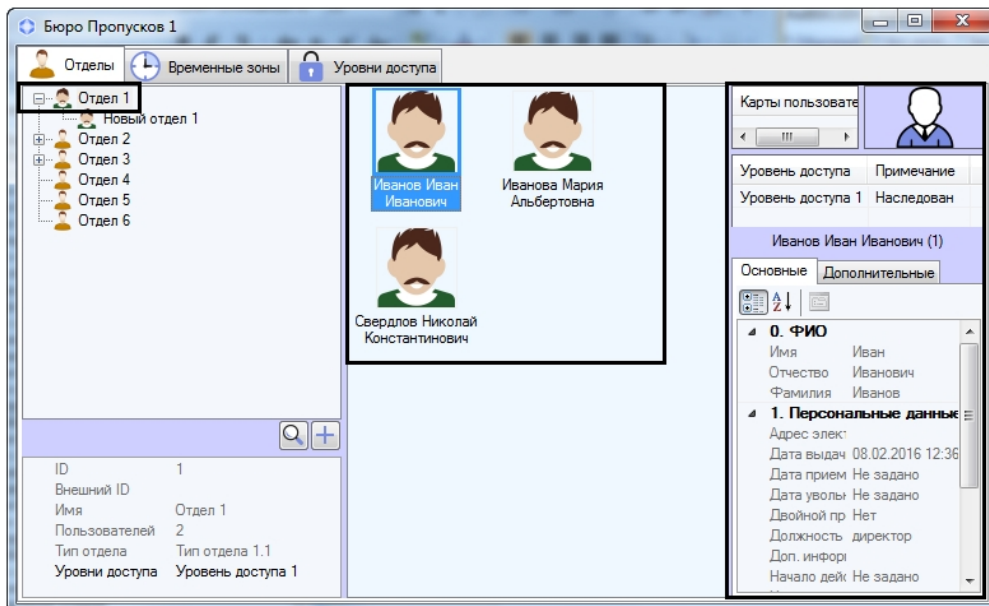 Бюро Пропусков 1
Отделы
Временные зоны
Уровни доступа
Отдел 1
Новый отдел 1
Отдел 2
Отдел 3
Отдел 4
Отдел 5
Отдел 6
ID 1
Внешний ID
Имя Отдел 1
Пользователей 2
Тип отдела Тип отдела 1.1
Уровни доступа Уровень доступа 1
Иванов Иван
Иванович
Иванова Мария
Альбертовна
Свердлов Николай
Константинович
Карты пользовате
Уровень доступа Примечание
Уровень доступа 1 Наследован
Иванов Иван Иванович (1)
Основные Дополнительные
0. ФИО
Имя Иван
Отчество Иванович
Фамилия Иванов
1. Персональные данные
Адрес элект
Дата выдач 08.02.2016 12:36
Дата прием Не задано
Дата уволь Не задано
Двойной пр Нет
Должность директор
Доп. инфор
Начало дей Не задано